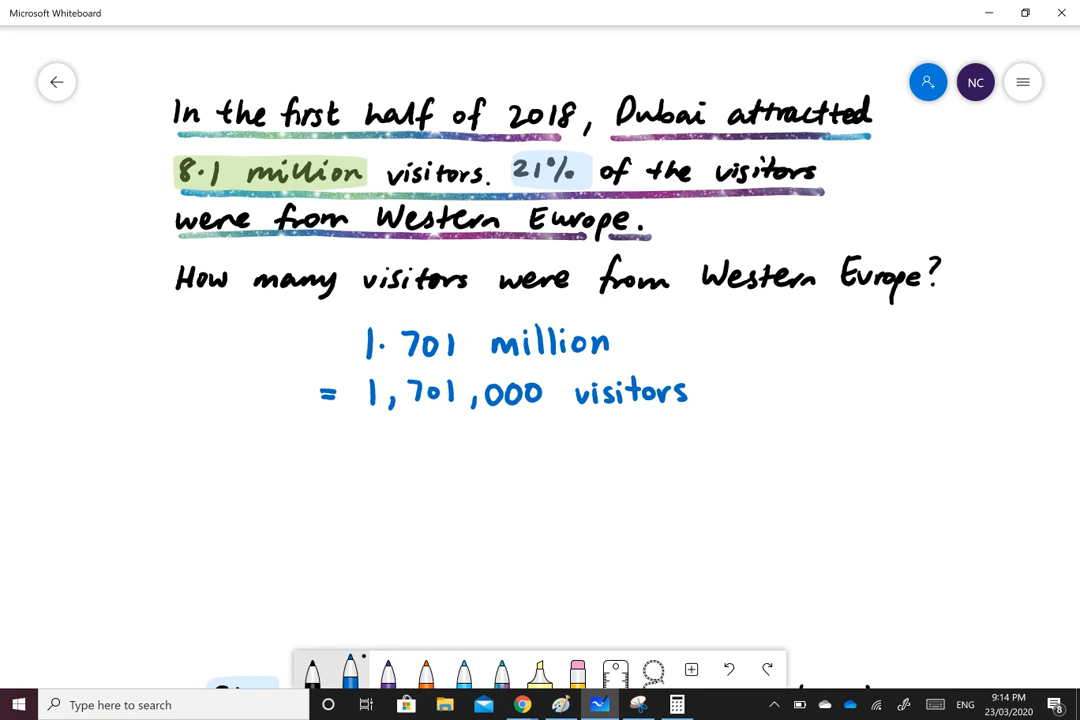 Microsoft Whiteboard
NC
In the first half of 2018, Dubai attractted
8.1 million visitors. 21% of the visitors
were from Western Europe.
How many visitors were from Western Europe?
1.701 million
= 1,701,000 visitors
Type here to search
ENG
9:14 PM
23/03/2020
8